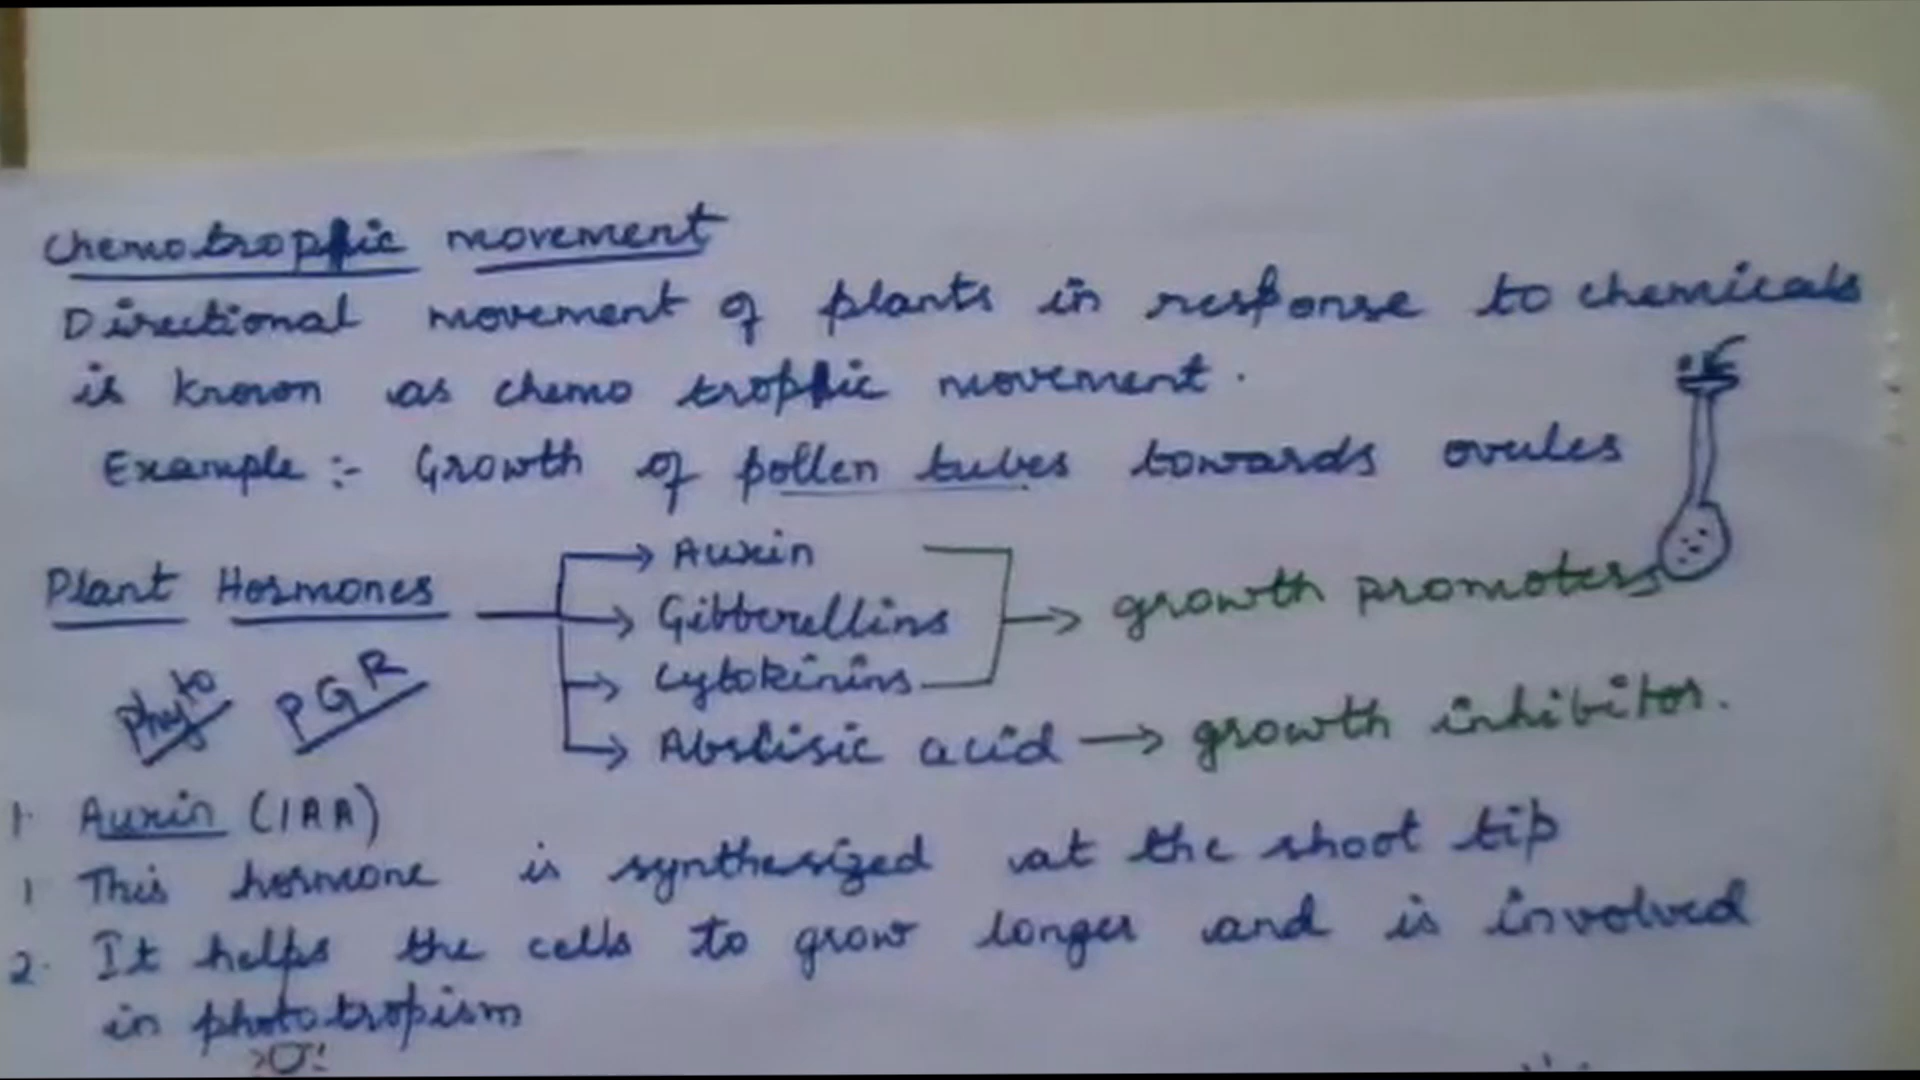 Chemotropic movement
Directional movement of plants in response to chemicals
is known as chemo tropic movement.
Example :- Growth of pollen tubes towards ovules
Plant Hormones
Auxin
Gibberellins
Cytokinins
growth promoters
Abscisic acid → growth inhibitor.
Phyto PGR
1. Auxin (IAA)
1 This hormone is synthesized at the shoot tip
2. It helps the cells to grow longer and is involved
in phototropism